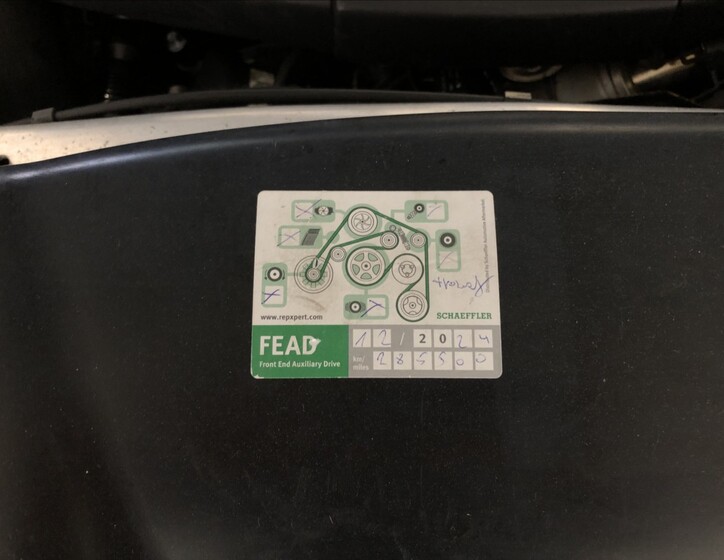 www.repxpert.com
SCHAEFFLER
FEAD
Front End Auxiliary Drive
12/2024
km/
miles
285500